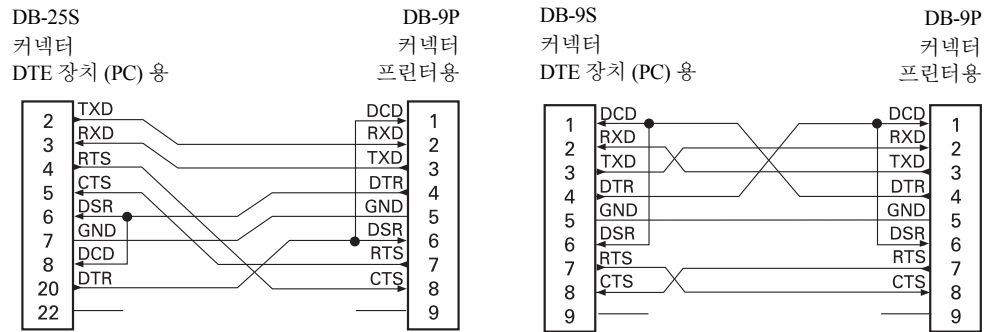 DB-25S DB-9P
커넥터 커넥터
DTE 장치 (PC) 용 프린터용
2 TXD DCD 1
3 RXD RXD 2
4 RTS TXD 3
5 CTS DTR 4
6 DSR GND 5
7 GND DSR 6
8 DCD RTS 7
20 DTR CTS 8
22 9
DB-9S DB-9P
커넥터 커넥터
DTE 장치 (PC) 용 프린터용
1 DCD DCD 1
2 RXD RXD 2
3 TXD TXD 3
4 DTR DTR 4
5 GND GND 5
6 DSR DSR 6
7 RTS RTS 7
8 CTS CTS 8
9 9